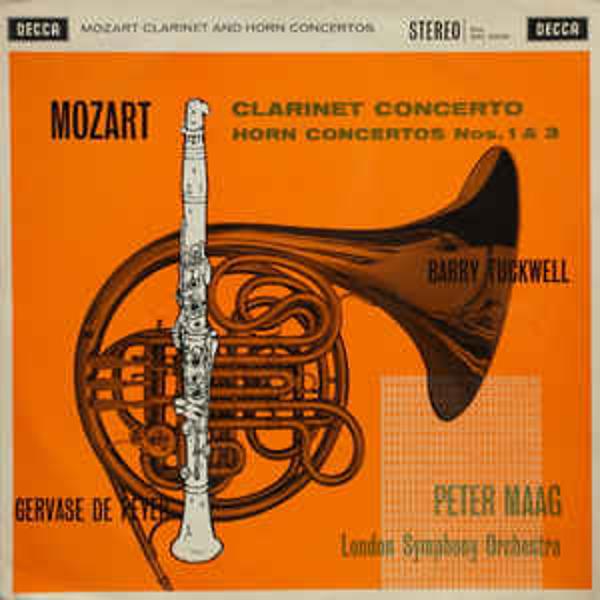 DECCA MOZART CLARINET AND HORN CONCERTOS STEREO DECCA
MOZART
CLARINET CONCERTO
HORN CONCERTOS Nos. 1 & 3
BARRY TUCKWELL
GERVASE DE PEYER
PETER MAAG
London Symphony Orchestra